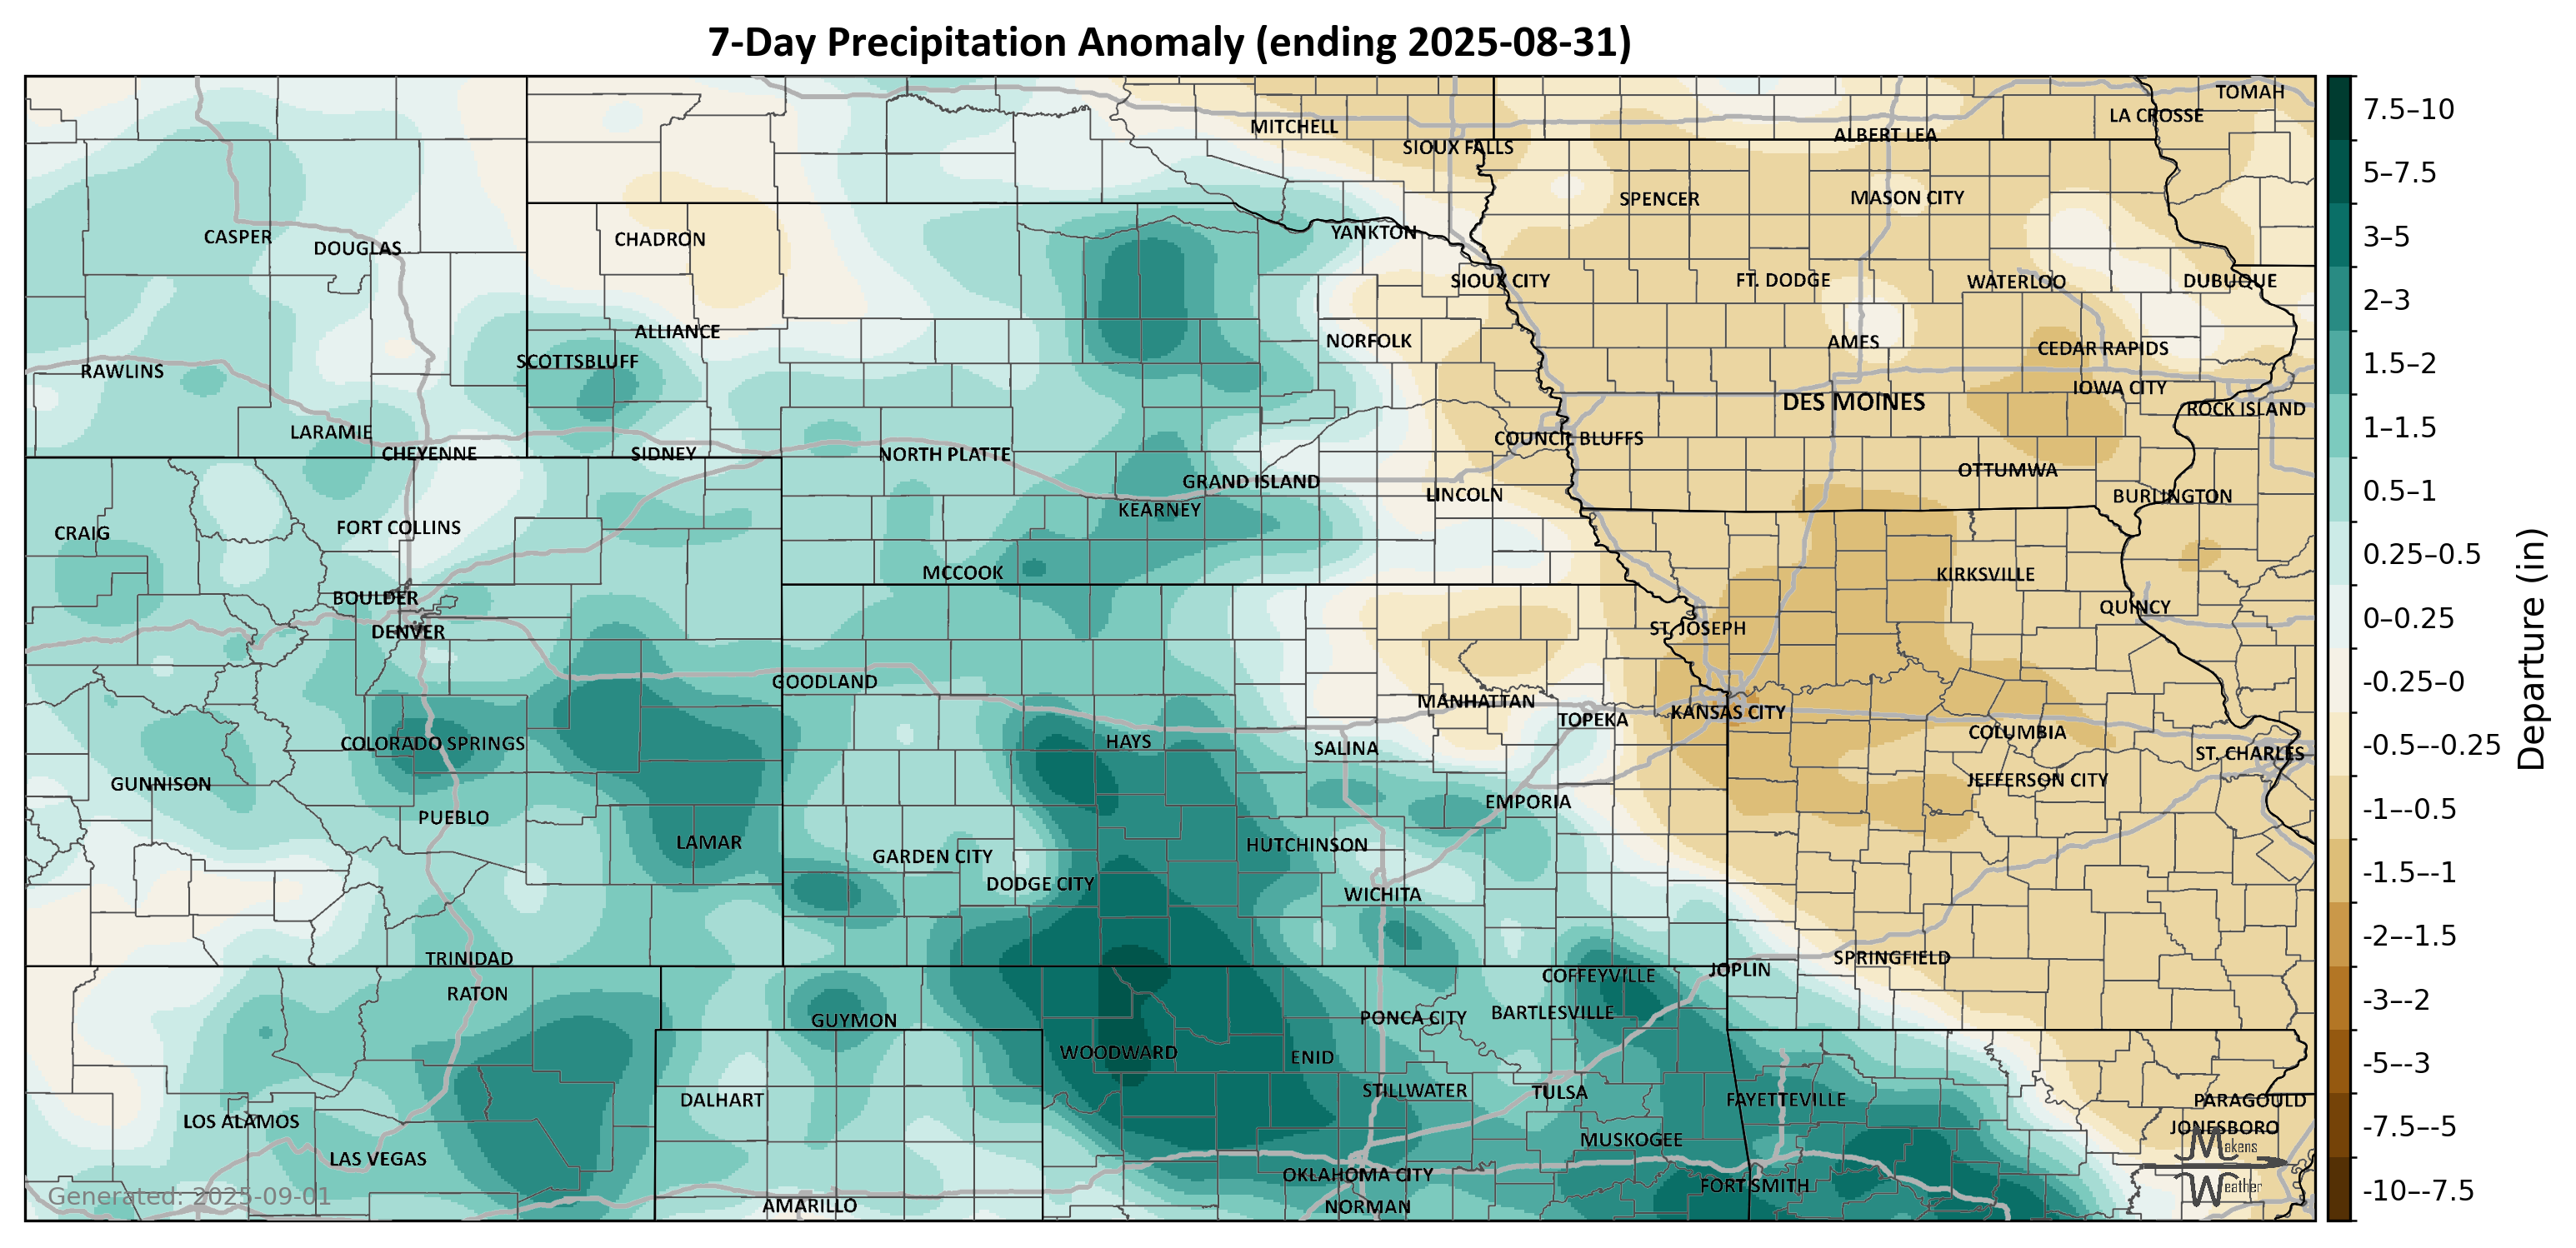 7-Day Precipitation Anomaly (ending 2025-08-31)
TOMAH
LA CROSSE
MITCHELL
ALBERT LEA
SIOUX FALLS
SPENCER
MASON CITY
CASPER
DOUGLAS
CHADRON
YANKTON
SIOUX CITY
FT. DODGE
WATERLOO
DUBUQUE
ALLIANCE
NORFOLK
AMES
CEDAR RAPIDS
SCOTTSBLUFF
RAWLINS
IOWA CITY
DES MOINES
ROCK ISLAND
LARAMIE
COUNCIL BLUFFS
CHEYENNE
SIDNEY
NORTH PLATTE
OTTUMWA
GRAND ISLAND
LINCOLN
BURLINGTON
KEARNEY
CRAIG
FORT COLLINS
MCCOOK
KIRKSVILLE
BOULDER
QUINCY
DENVER
ST. JOSEPH
GOODLAND
MANHATTAN
KANSAS CITY
TOPEKA
COLUMBIA
COLORADO SPRINGS
HAYS
SALINA
ST. CHARLES
GUNNISON
JEFFERSON CITY
EMPORIA
PUEBLO
LAMAR
HUTCHINSON
GARDEN CITY
DODGE CITY
WICHITA
TRINIDAD
SPRINGFIELD
COFFEYVILLE
JOPLIN
RATON
GUYMON
PONCA CITY
BARTLESVILLE
WOODWARD
ENID
STILLWATER
TULSA
DALHART
FAYETTEVILLE
PARAGOULD
LOS ALAMOS
JONESBORO
MUSKOGEE
LAS VEGAS
OKLAHOMA CITY
FORT SMITH
AMARILLO
NORMAN
Generated: 2025-09-01
Makens
Weather
7.5–10
5–7.5
3–5
2–3
1.5–2
1–1.5
0.5–1
0.25–0.5
0–0.25
-0.25–0
-0.5–-0.25
-1–-0.5
-1.5–-1
-2–-1.5
-3–-2
-5–-3
-7.5–-5
-10–-7.5
Departure (in)